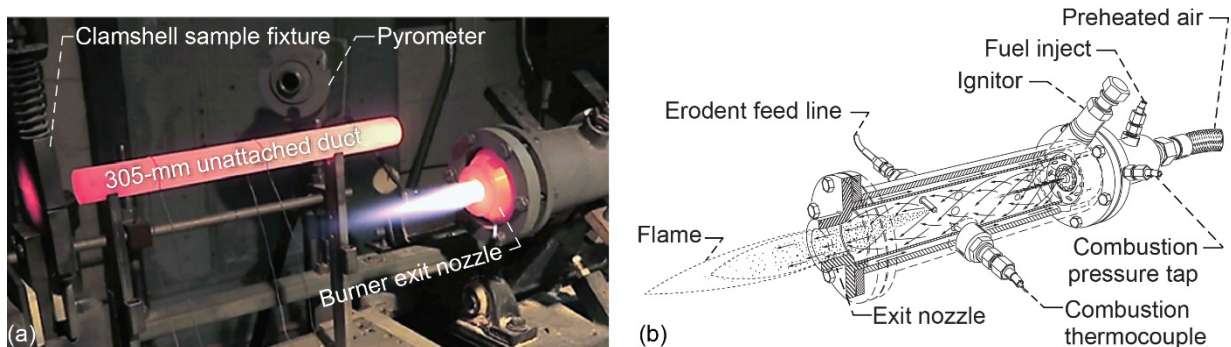 Clamshell sample fixture
Pyrometer
305-mm unattached duct
Burner exit nozzle
(a)
Preheated air
Fuel inject
Ignitor
Erodent feed line
Flame
Exit nozzle
Combustion
pressure tap
Combustion
thermocouple
(b)